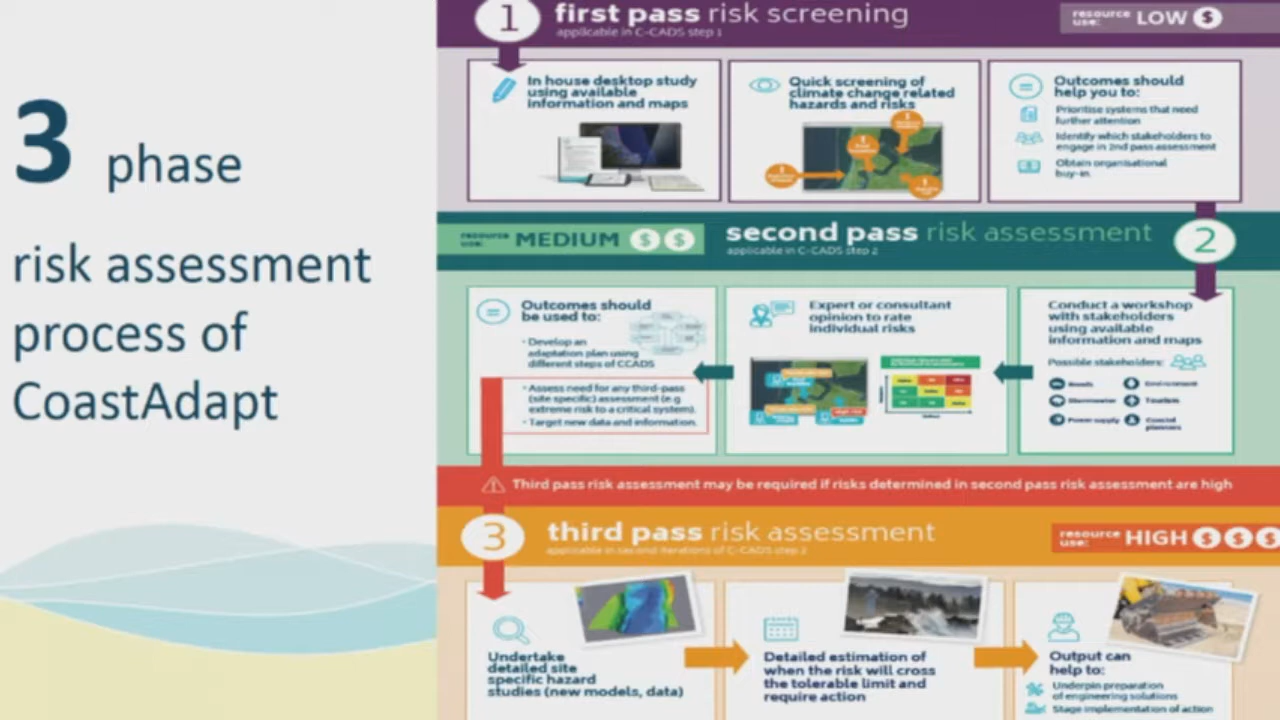 3 phase
risk assessment
process of
CoastAdapt
1
first pass risk screening
applicable in C-CADS step 1
resource
use:
LOW $
In house desktop study
using available
information and maps
Quick screening of
climate change related
hazards and risks
Outcomes should
help you to:
Prioritise systems that need
further attention
Identify which stakeholders to
engage in 2nd pass assessment
Obtain organisational
buy-in.
resource
use:
MEDIUM $ $
second pass risk assessment
applicable in C-CADS step 2
2
Outcomes should
be used to:
• Develop an
adaptation plan using
different steps of CCADS
• Assess need for any third-pass
(site specific) assessment (e.g
extreme risk to a critical system).
• Target new data and information.
Expert or consultant
opinion to rate
individual risks
Conduct a workshop
with stakeholders
using available
information and maps
Possible stakeholders:
Roads
Environment
Stormwater
Tourism
Power supply
Coastal
planners
Third pass risk assessment may be required if risks determined in second pass risk assessment are high
3
third pass risk assessment
applicable in second iterations of C-CADS step 2
resource
use:
HIGH $ $ $
Undertake
detailed site
specific hazard
studies (new models, data)
Detailed estimation of
when the risk will cross
the tolerable limit and
require action
Output can
help to:
Underpin preparation
of engineering solutions
Stage implementation of action